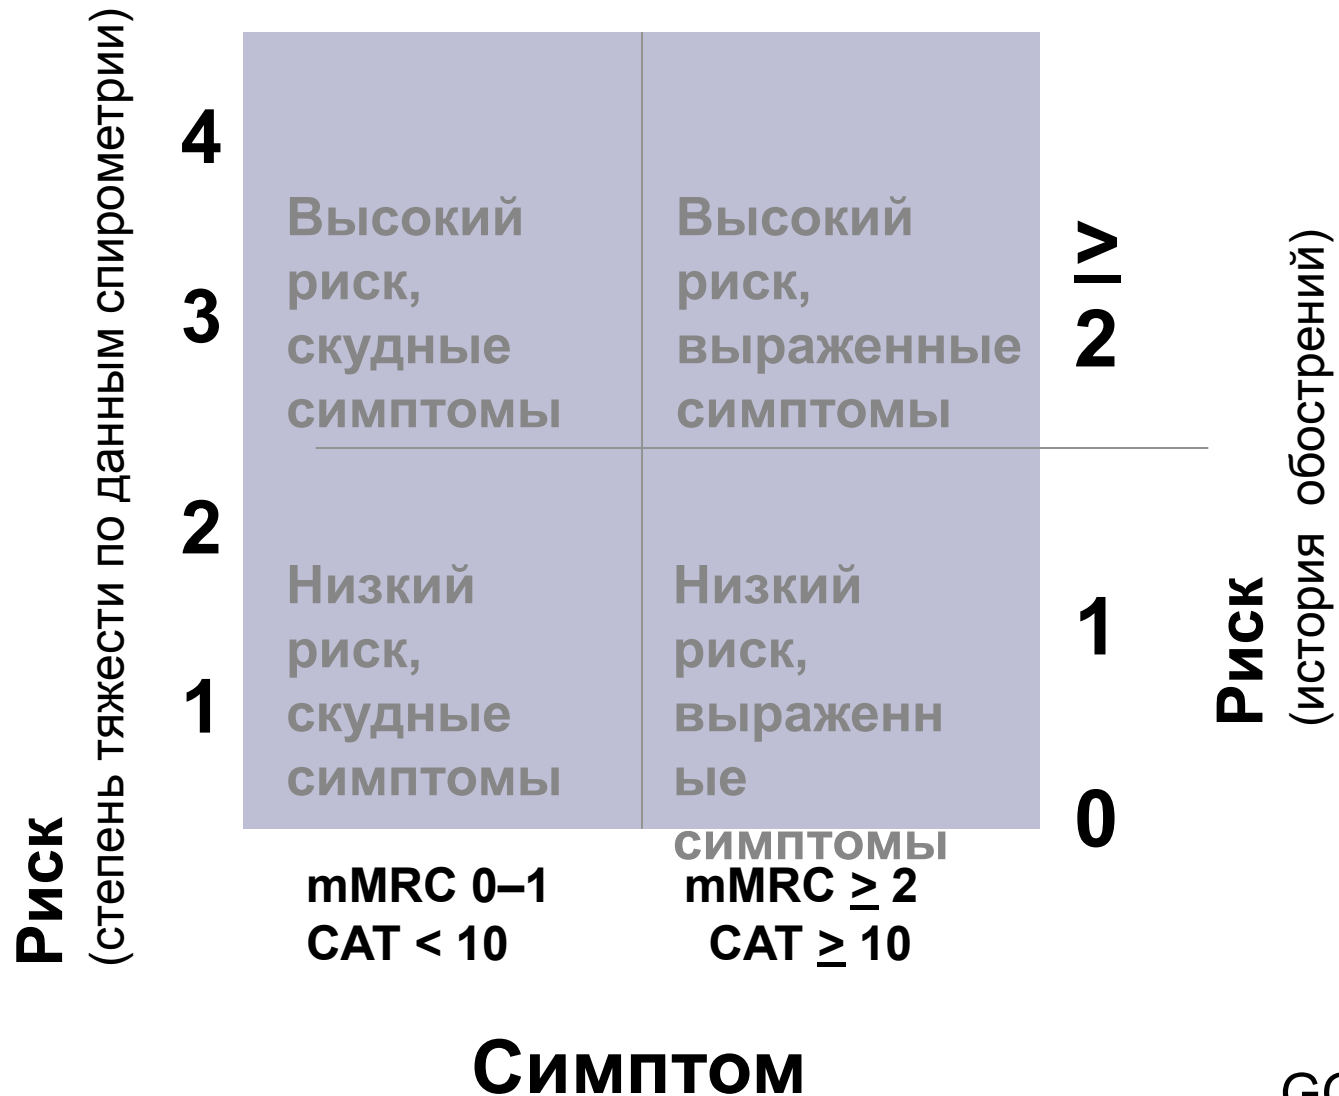 Риск
(степень тяжести по данным спирометрии)
4
3
2
1
Высокий
риск,
скудные
симптомы
Высокий
риск,
выраженные
симптомы
Низкий
риск,
скудные
симптомы
Низкий
риск,
выраженн
ые
симптомы
≥
2
1
0
Риск
(история обострений)
mMRC 0–1
CAT < 10
mMRC ≥ 2
CAT ≥ 10
Симптом